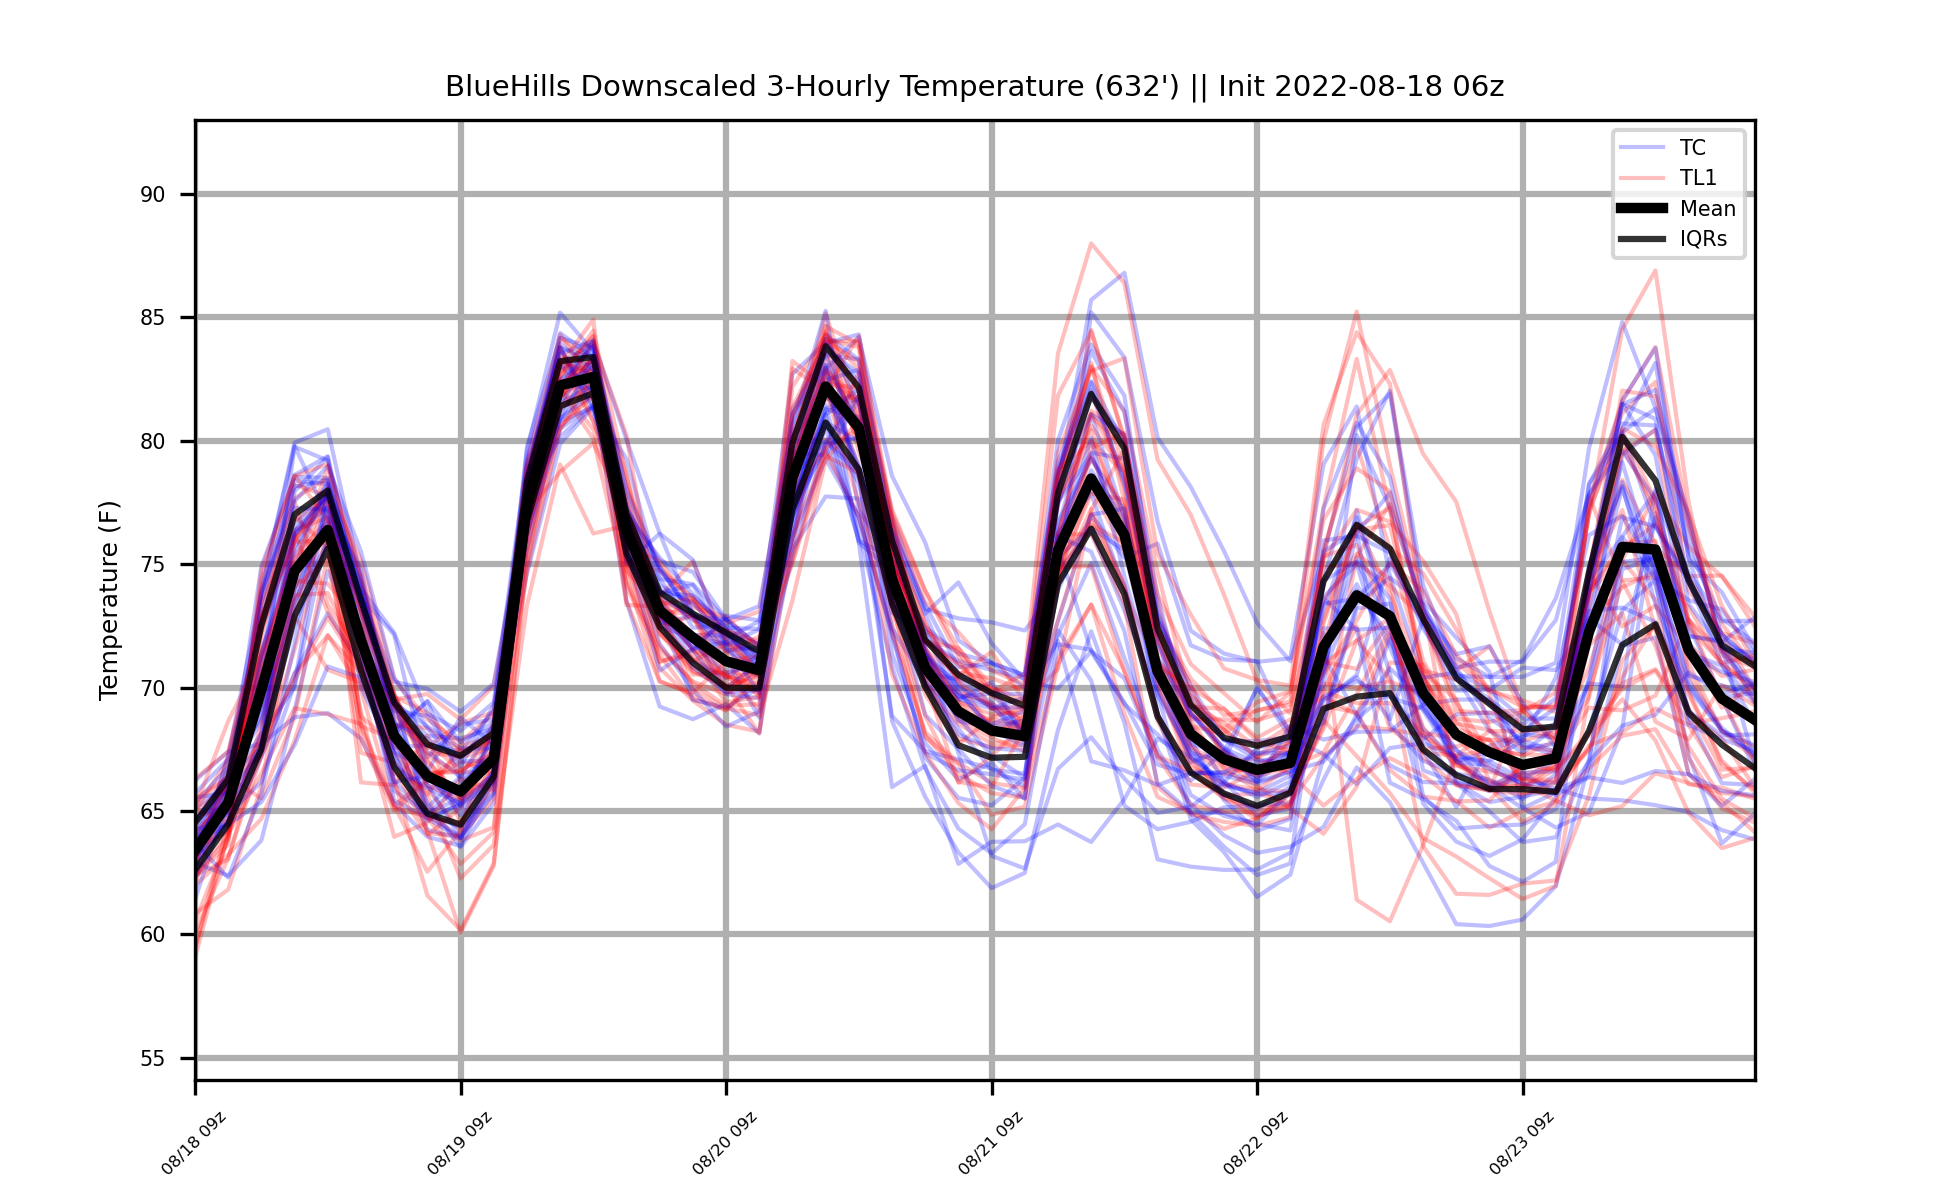 BlueHills Downscaled 3-Hourly Temperature (632') || Init 2022-08-18 06z
TC
TL1
Mean
IQRs
Temperature (F)
90
85
80
75
70
65
60
55
08/18 09z
08/19 09z
08/20 09z
08/21 09z
08/22 09z
08/23 09z